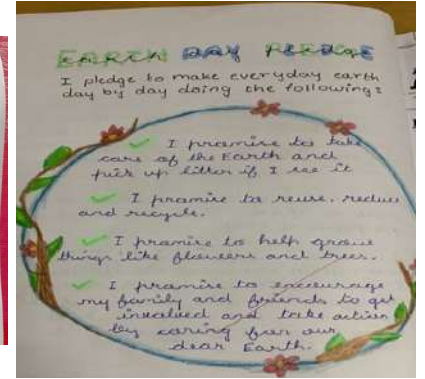 EARTH DAY PLEDGE
I pledge to make everyday earth
day by day doing the following:
I promise to take
care of the Earth and
pick up litter if I see it
I promise to reuse, reduce
and recycle.
I promise to help grow
things like flowers and trees.
I promise to encourage
my family and friends to get
involved and take action
by caring for our
dear Earth.